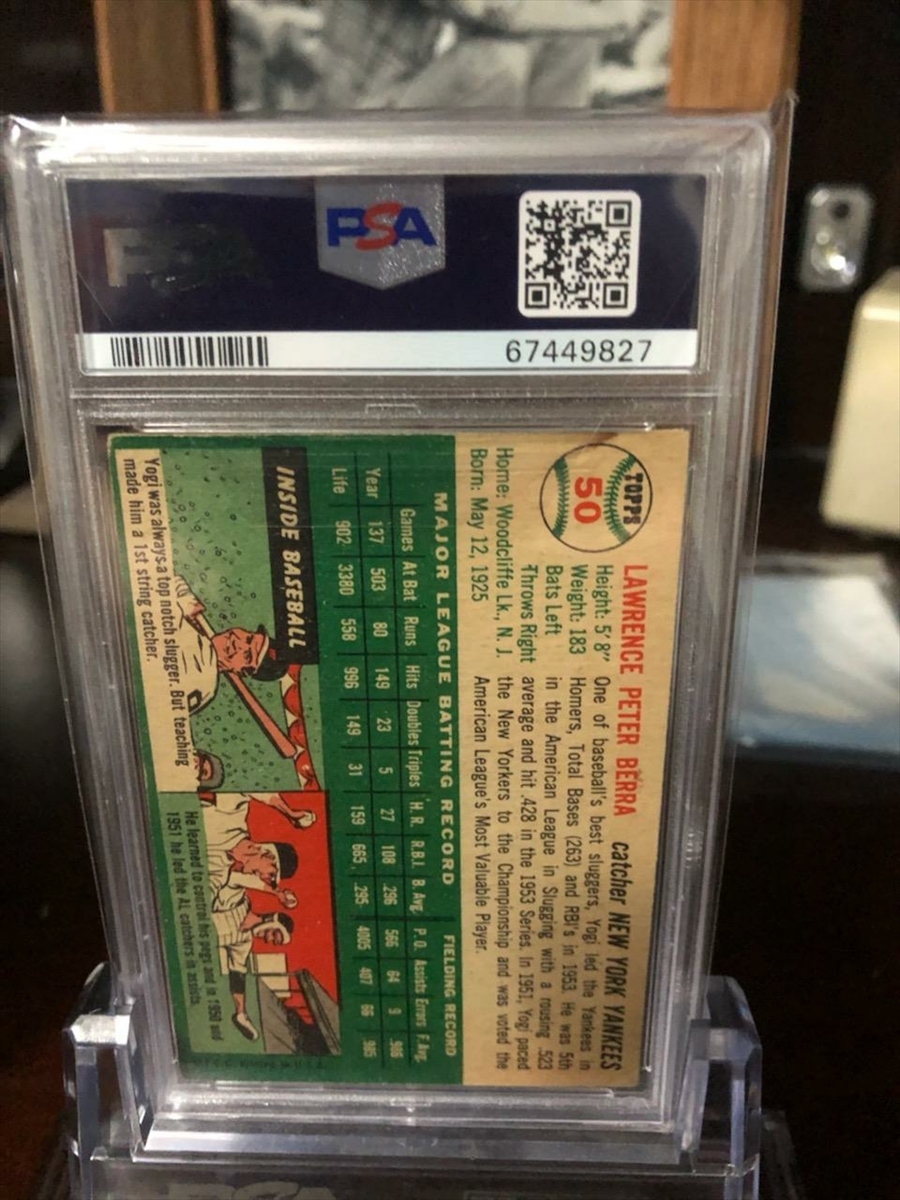 PSA
67449827
TOPPS
50
LAWRENCE PETER BERRA catcher NEW YORK YANKEES
Height: 5' 8"
Weight: 183
Bats Left
Throws Right
Home: Woodcliffe Lk., N. J.
Born: May 12, 1925
One of baseball's best sluggers, Yogi led the Yankees in
Homers, Total Bases (263) and RBI's in 1953. He was 5th
in the American League in Slugging with a rousing .523
average and hit .428 in the 1953 Series. In 1951, Yogi paced
the New Yorkers to the Championship and was voted the
American League's Most Valuable Player.
MAJOR LEAGUE BATTING RECORD FIELDING RECORD
Games At Bat Runs Hits Doubles Triples H. R. R.B.I. B. Avg. P. O. Assists Errors F. Avg.
Year 137 503 80 149 23 5 27 108 .296 566 64 9 .986
Life 902 3380 558 996 149 31 159 665 .295 4005 407 66 .985
INSIDE BASEBALL
Yogi was always a top notch slugger. But teaching
made him a 1st string catcher.
He learned to control his pegs and in 1950 and
1951 he led the AL catchers in assists.